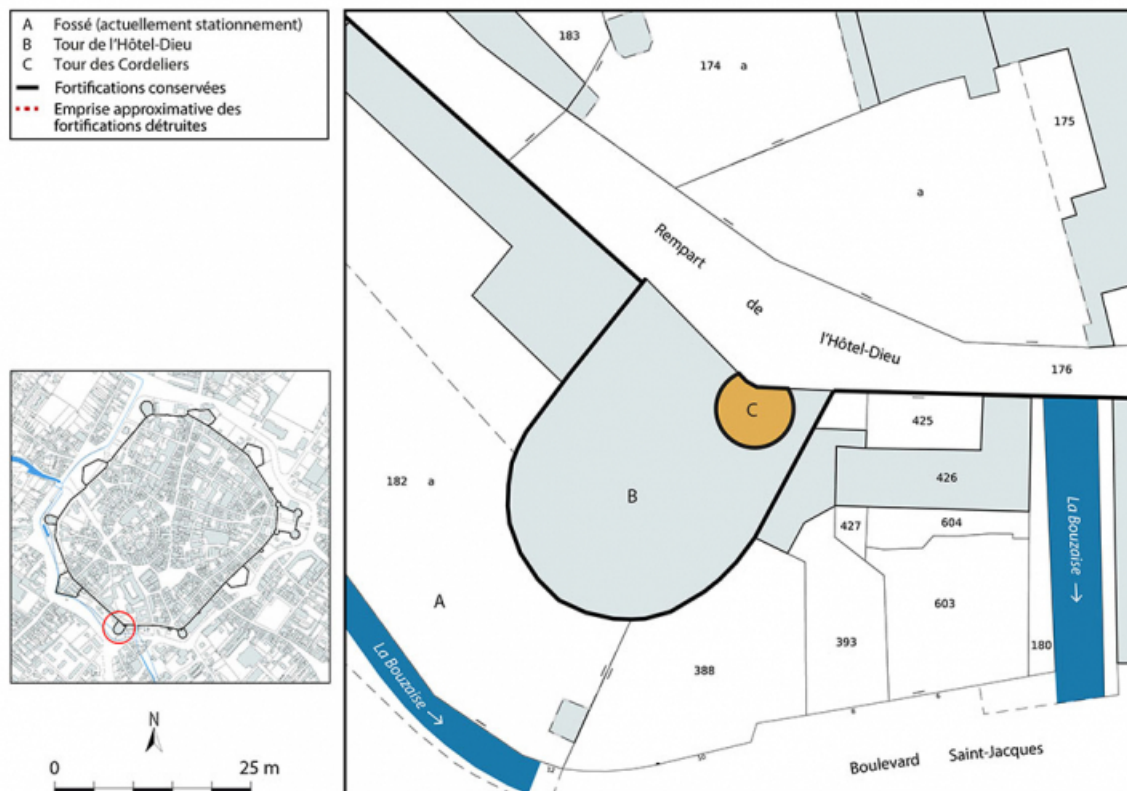 A Fossé (actuellement stationnement)
B Tour de l'Hôtel-Dieu
C Tour des Cordeliers
Fortifications conservées
Emprise approximative des
fortifications détruites
N
0 25 m
183
174 a
175
a
Rempart
de
l'Hôtel-Dieu
176
C
425
182 a
B
426
427
604
La Bouzaise →
A
603
393
180
388
La Bouzaise →
Boulevard Saint-Jacques